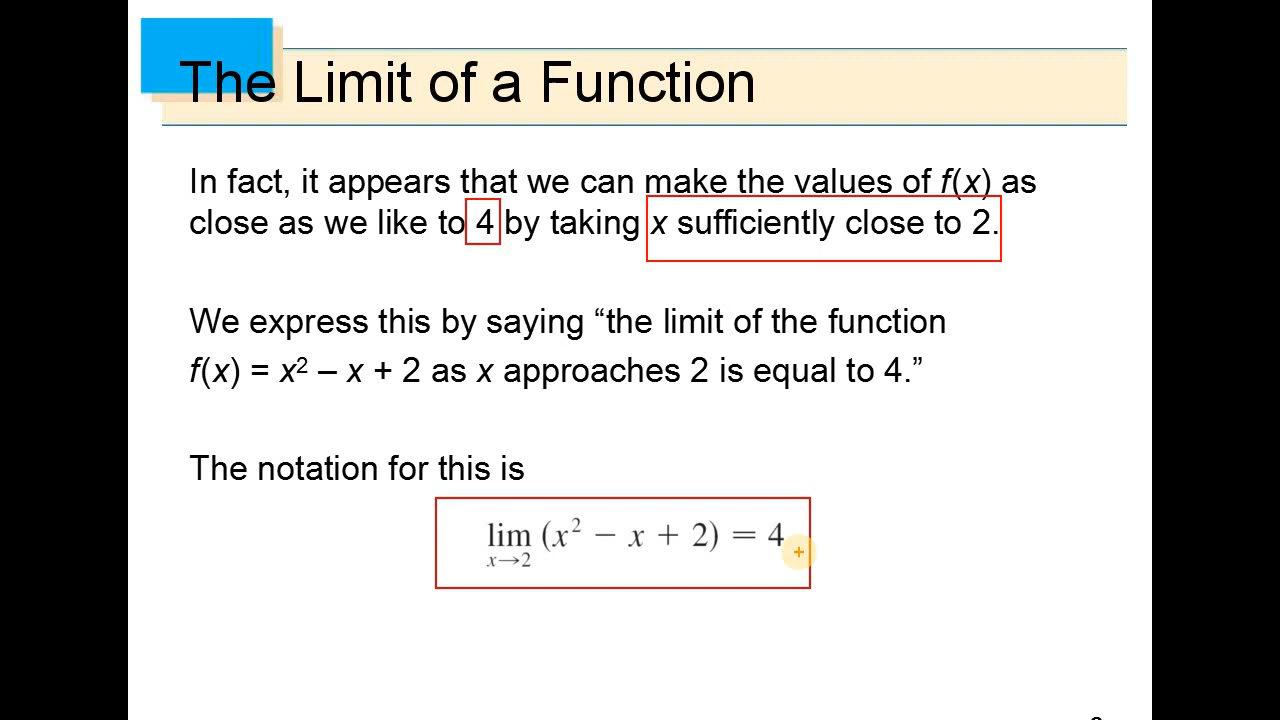 The Limit of a Function
In fact, it appears that we can make the values of f(x) as
close as we like to 4 by taking x sufficiently close to 2.
We express this by saying “the limit of the function
f(x) = x² – x + 2 as x approaches 2 is equal to 4.”
The notation for this is
lim (x² − x + 2) = 4
x→2